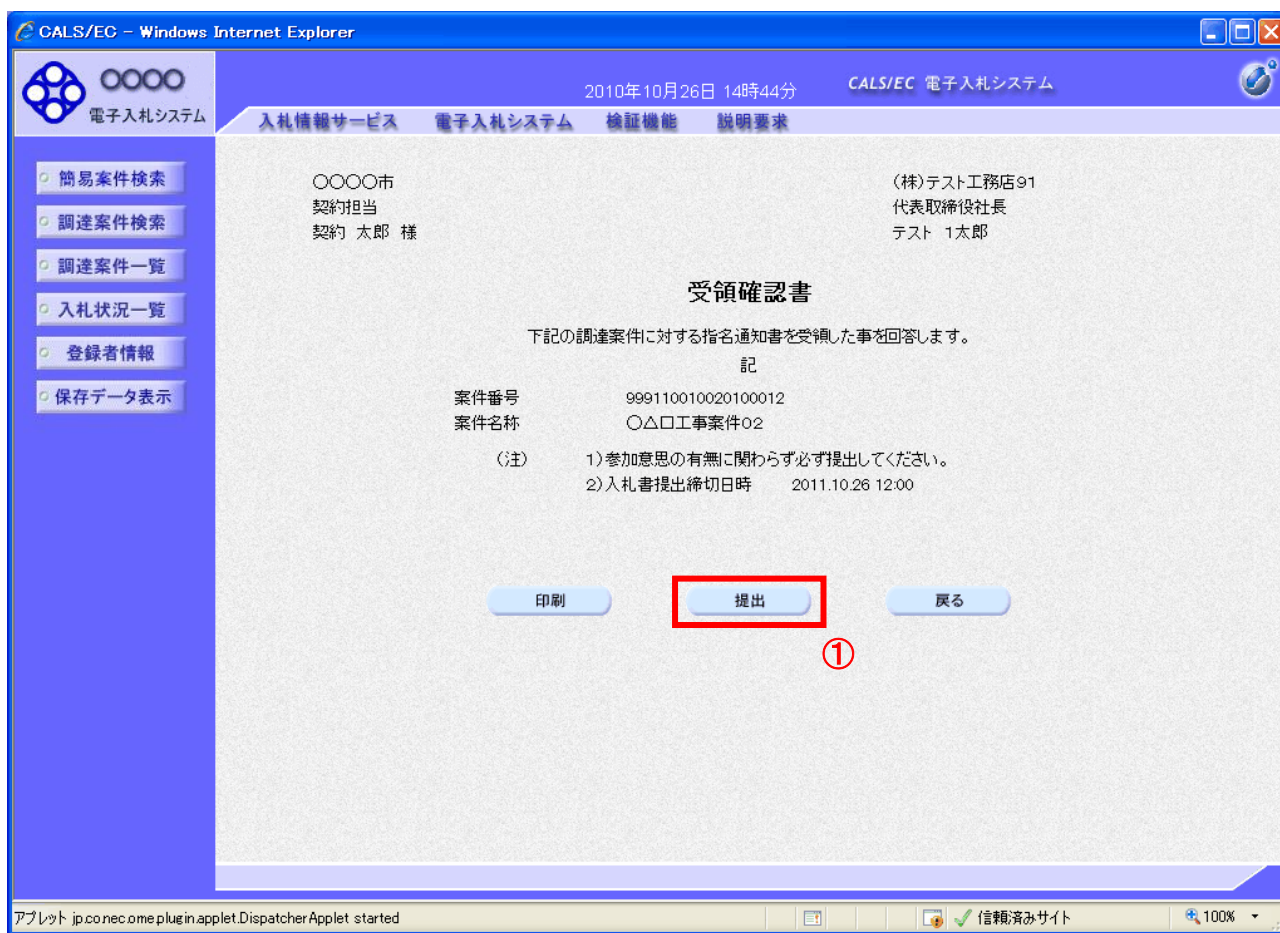 CALS/EC - Windows Internet Explorer
○○○○
電子入札システム
2010年10月26日 14時44分
CALS/EC 電子入札システム
入札情報サービス 電子入札システム 検証機能 説明要求
簡易案件検索
調達案件検索
調達案件一覧
入札状況一覧
登録者情報
保存データ表示
○○○○市
契約担当
契約 太郎 様
(株)テスト工務店91
代表取締役社長
テスト 1太郎
受領確認書
下記の調達案件に対する指名通知書を受領した事を回答します。
記
案件番号 999110010020100012
案件名称 ○△口工事案件02
(注) 1)参加意思の有無に関わらず必ず提出してください。
2)入札書提出締切日時 2011.10.26 12:00
印刷 提出 戻る
①
アプレット jp.co.nec.ome.plugin.applet.DispatcherApplet started
信頼済みサイト
100%